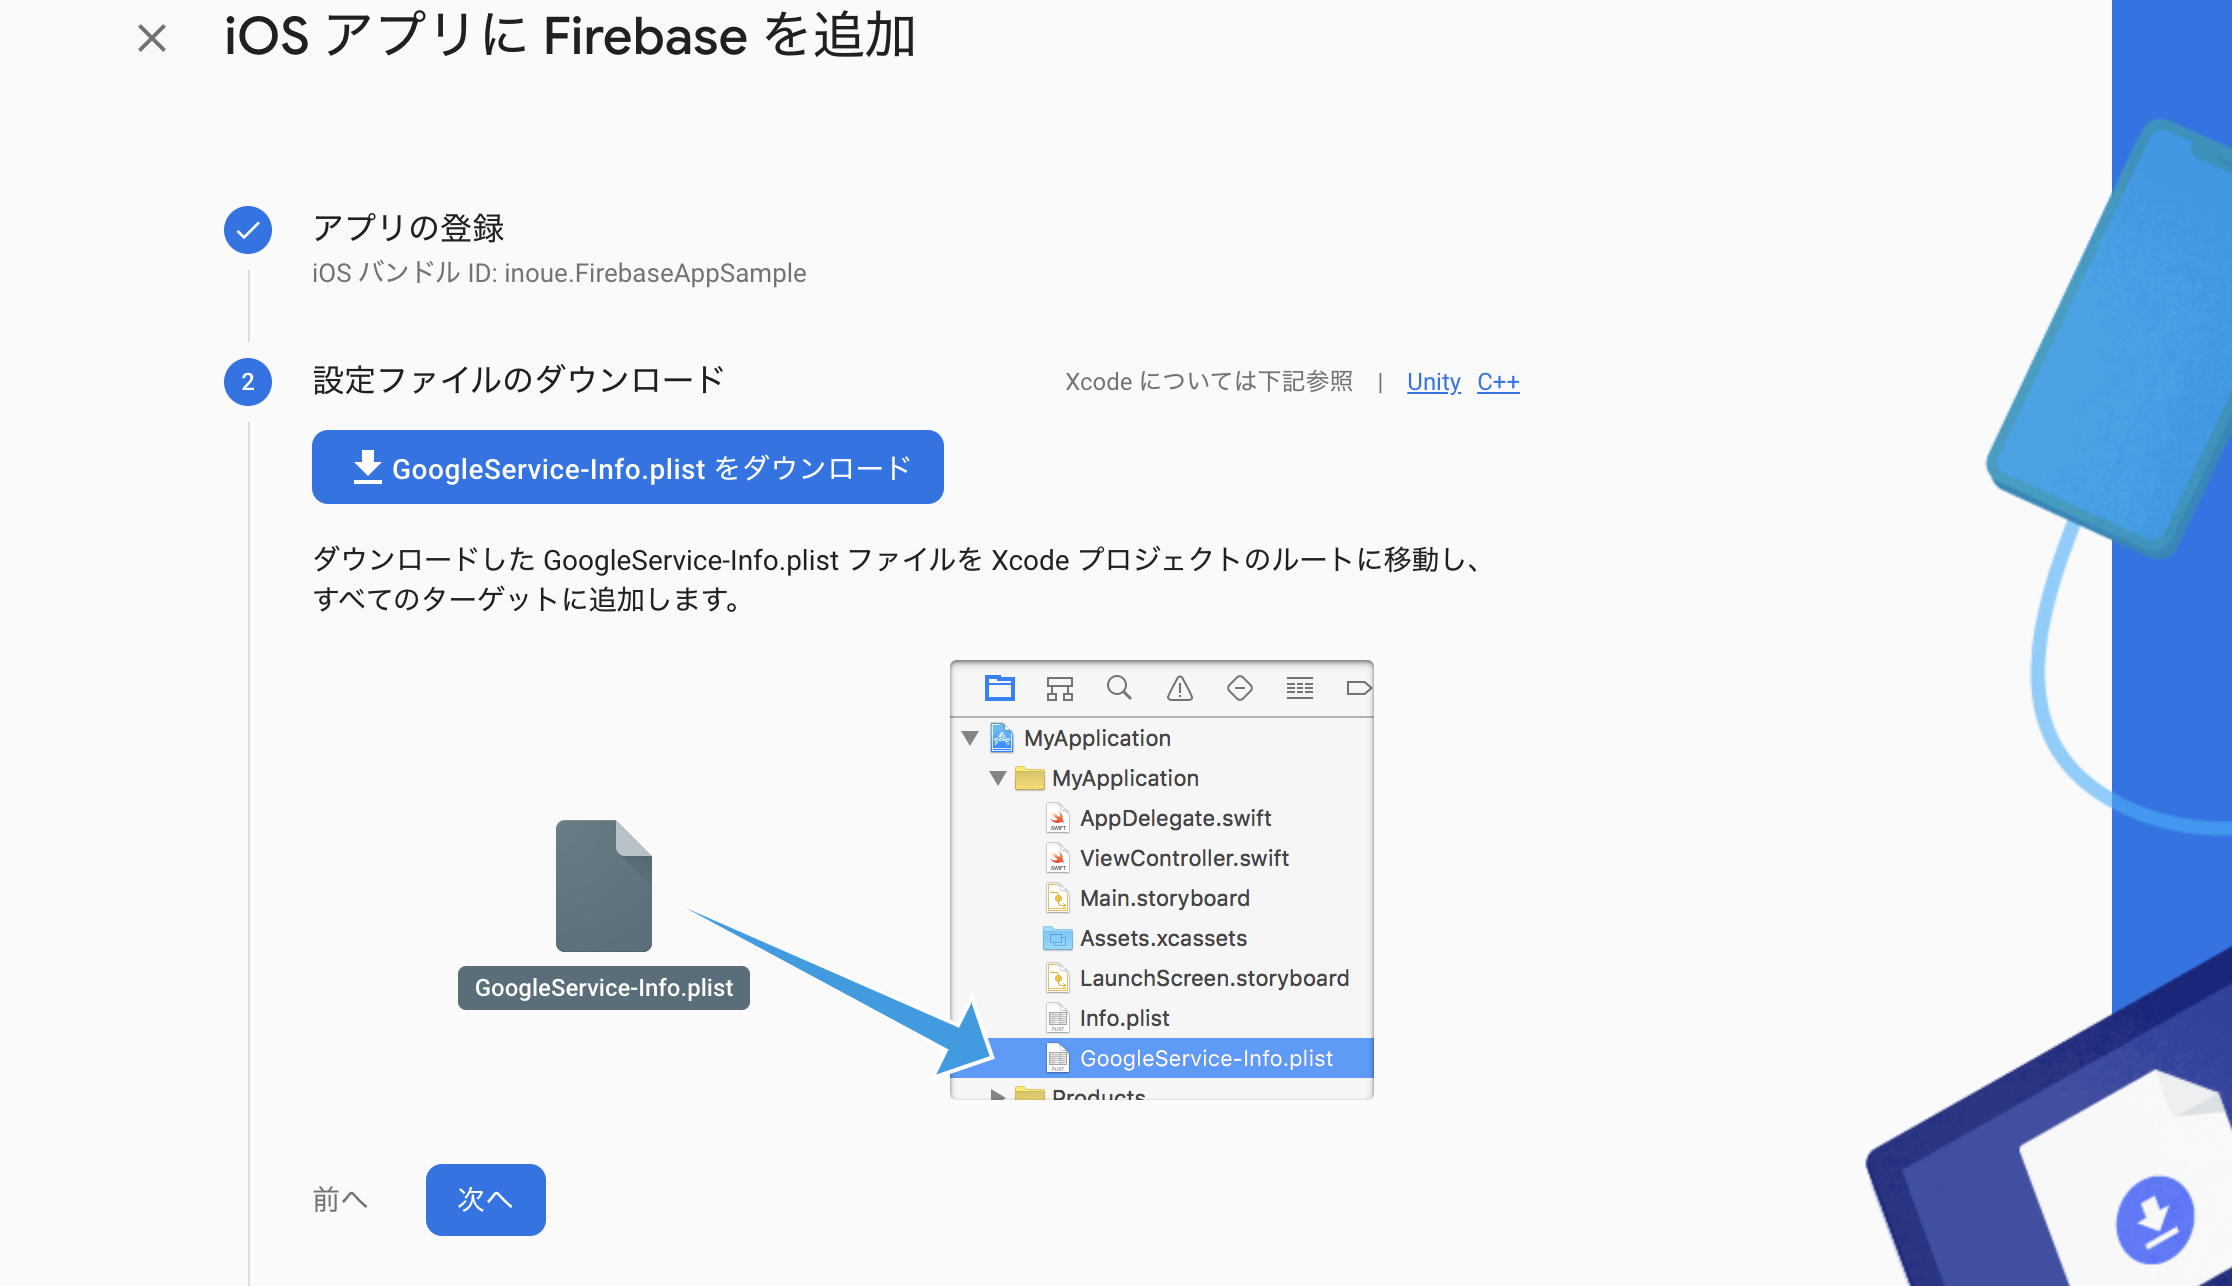 iOS アプリに Firebase を追加
アプリの登録
iOS バンドル ID: inoue.FirebaseAppSample
2
設定ファイルのダウンロード
Xcode については下記参照 | Unity C++
GoogleService-Info.plist をダウンロード
ダウンロードした GoogleService-Info.plist ファイルを Xcode プロジェクトのルートに移動し、
すべてのターゲットに追加します。
GoogleService-Info.plist
MyApplication
MyApplication
SWIFT AppDelegate.swift
SWIFT ViewController.swift
Main.storyboard
Assets.xcassets
LaunchScreen.storyboard
PLIST Info.plist
PLIST GoogleService-Info.plist
Products
前へ
次へ